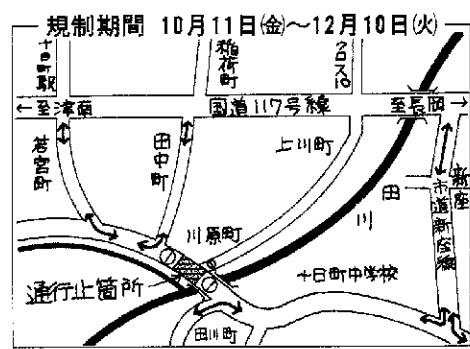 規制期間 10月11日㈮～12月10日㈫
十日町駅
稲荷町
クロス10
←至津南
国道117号線
至長岡→
若宮町
田中町
上川町
田川
市道新座線
新座
川原町
通行止箇所
十日町中学校
田川町